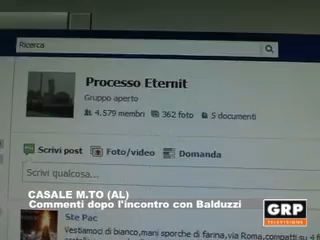 Ricerca
Processo Eternit
Gruppo aperto
4.579 membri 362 foto 5 documenti
Scrivi post Foto/video Domanda
Scrivi qualcosa...
CASALE M.TO (AL)
Commenti dopo l'incontro con Balduzzi
GRP
TELEVISIONE
Ste Pac
Vestiamoci di bianco,mani sporche di farina,via Roma,compatti su 4 f